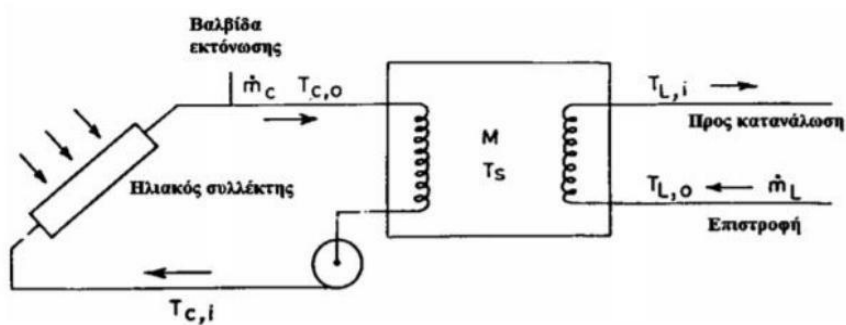 Βαλβίδα
εκτόνωσης
ṁc
Tc,o
TL,i
Προς κατανάλωση
M
Ts
Ηλιακός συλλέκτης
TL,o
ṁL
Επιστροφή
Tc,i